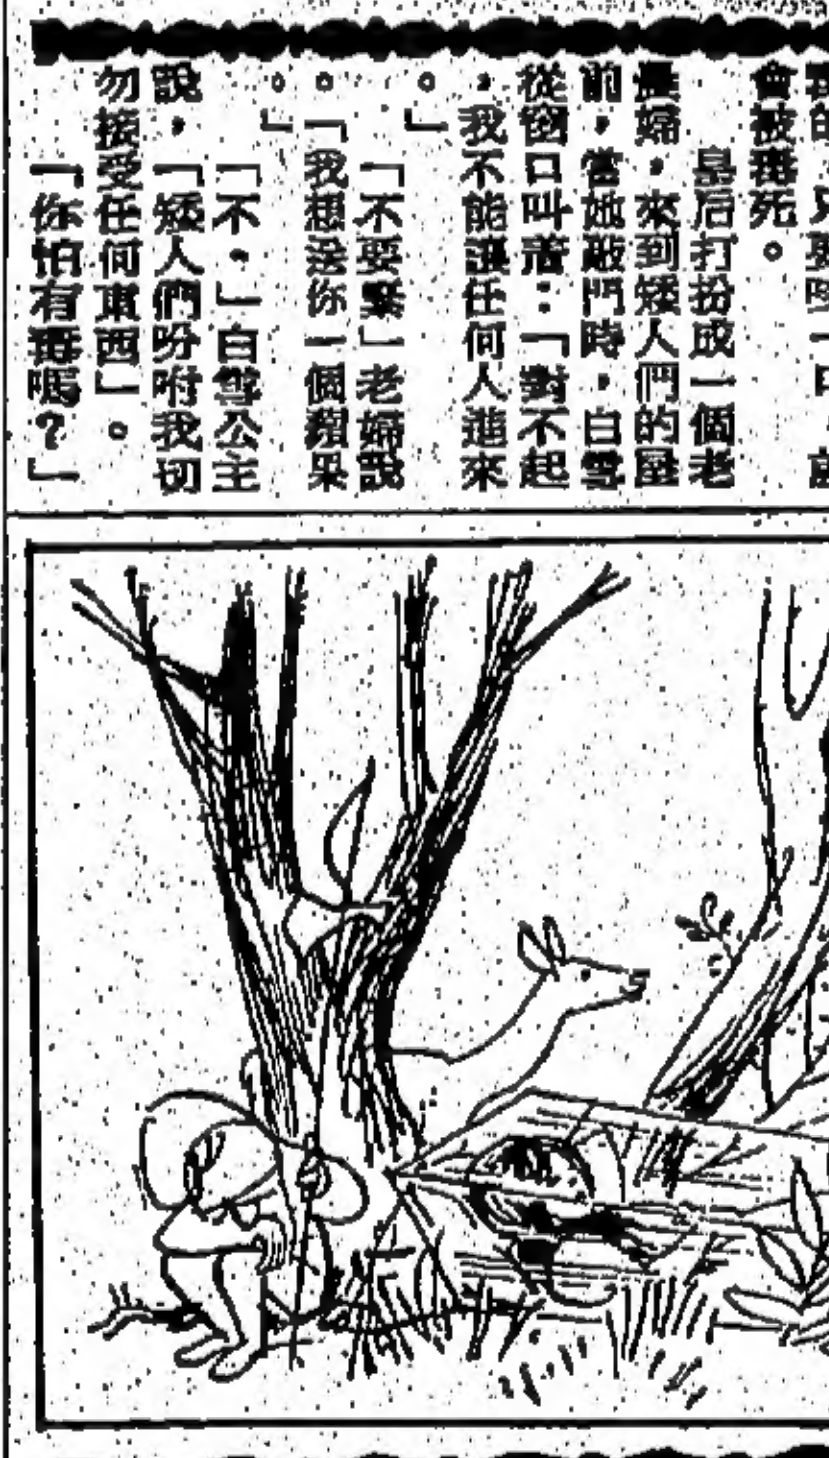 會被毒死。
皇后打扮成一個老
農婦，來到矮人們的屋
前，當她敲門時，白雪
從窗口叫着：「對不起
，我不能讓任何人進來
。」
「不要緊」老婦說
。「我想送你一個蘋果
。」
「不。」白雪公主
說，「矮人們吩咐我切
勿接受任何東西」。
「你怕有毒嗎？」